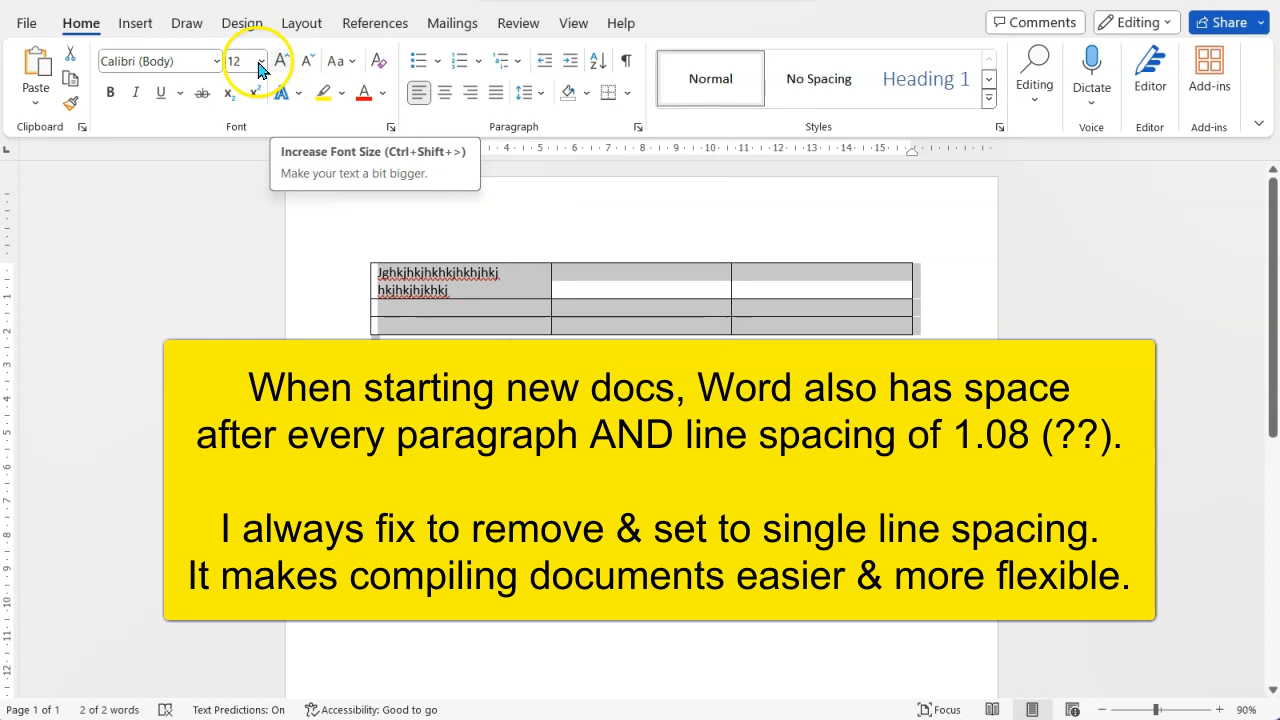 File Home Insert Draw Design Layout References Mailings Review View Help Comments Editing Share
Calibri (Body) 12 Aa
Paste
Normal No Spacing Heading 1
Editing Dictate Editor Add-ins
Clipboard Font Paragraph Styles Voice Editor Add-ins
Increase Font Size (Ctrl+Shift+>)
Make your text a bit bigger.
Jghkjhkjhkhkjhkhjhkj
hkjhkjhjkhkj
When starting new docs, Word also has space
after every paragraph AND line spacing of 1.08 (??).
I always fix to remove & set to single line spacing.
It makes compiling documents easier & more flexible.
Page 1 of 1 2 of 2 words Text Predictions: On Accessibility: Good to go Focus 90%